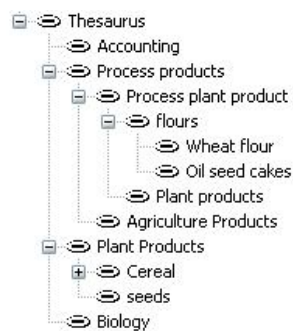 Thesaurus
Accounting
Process products
Process plant product
flours
Wheat flour
Oil seed cakes
Plant products
Agriculture Products
Plant Products
Cereal
seeds
Biology